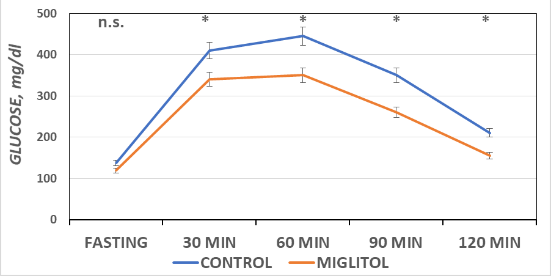 n.s. * * * *
500
400
300
200
100
0
GLUCOSE, mg/dl
FASTING 30 MIN 60 MIN 90 MIN 120 MIN
CONTROL MIGLITOL